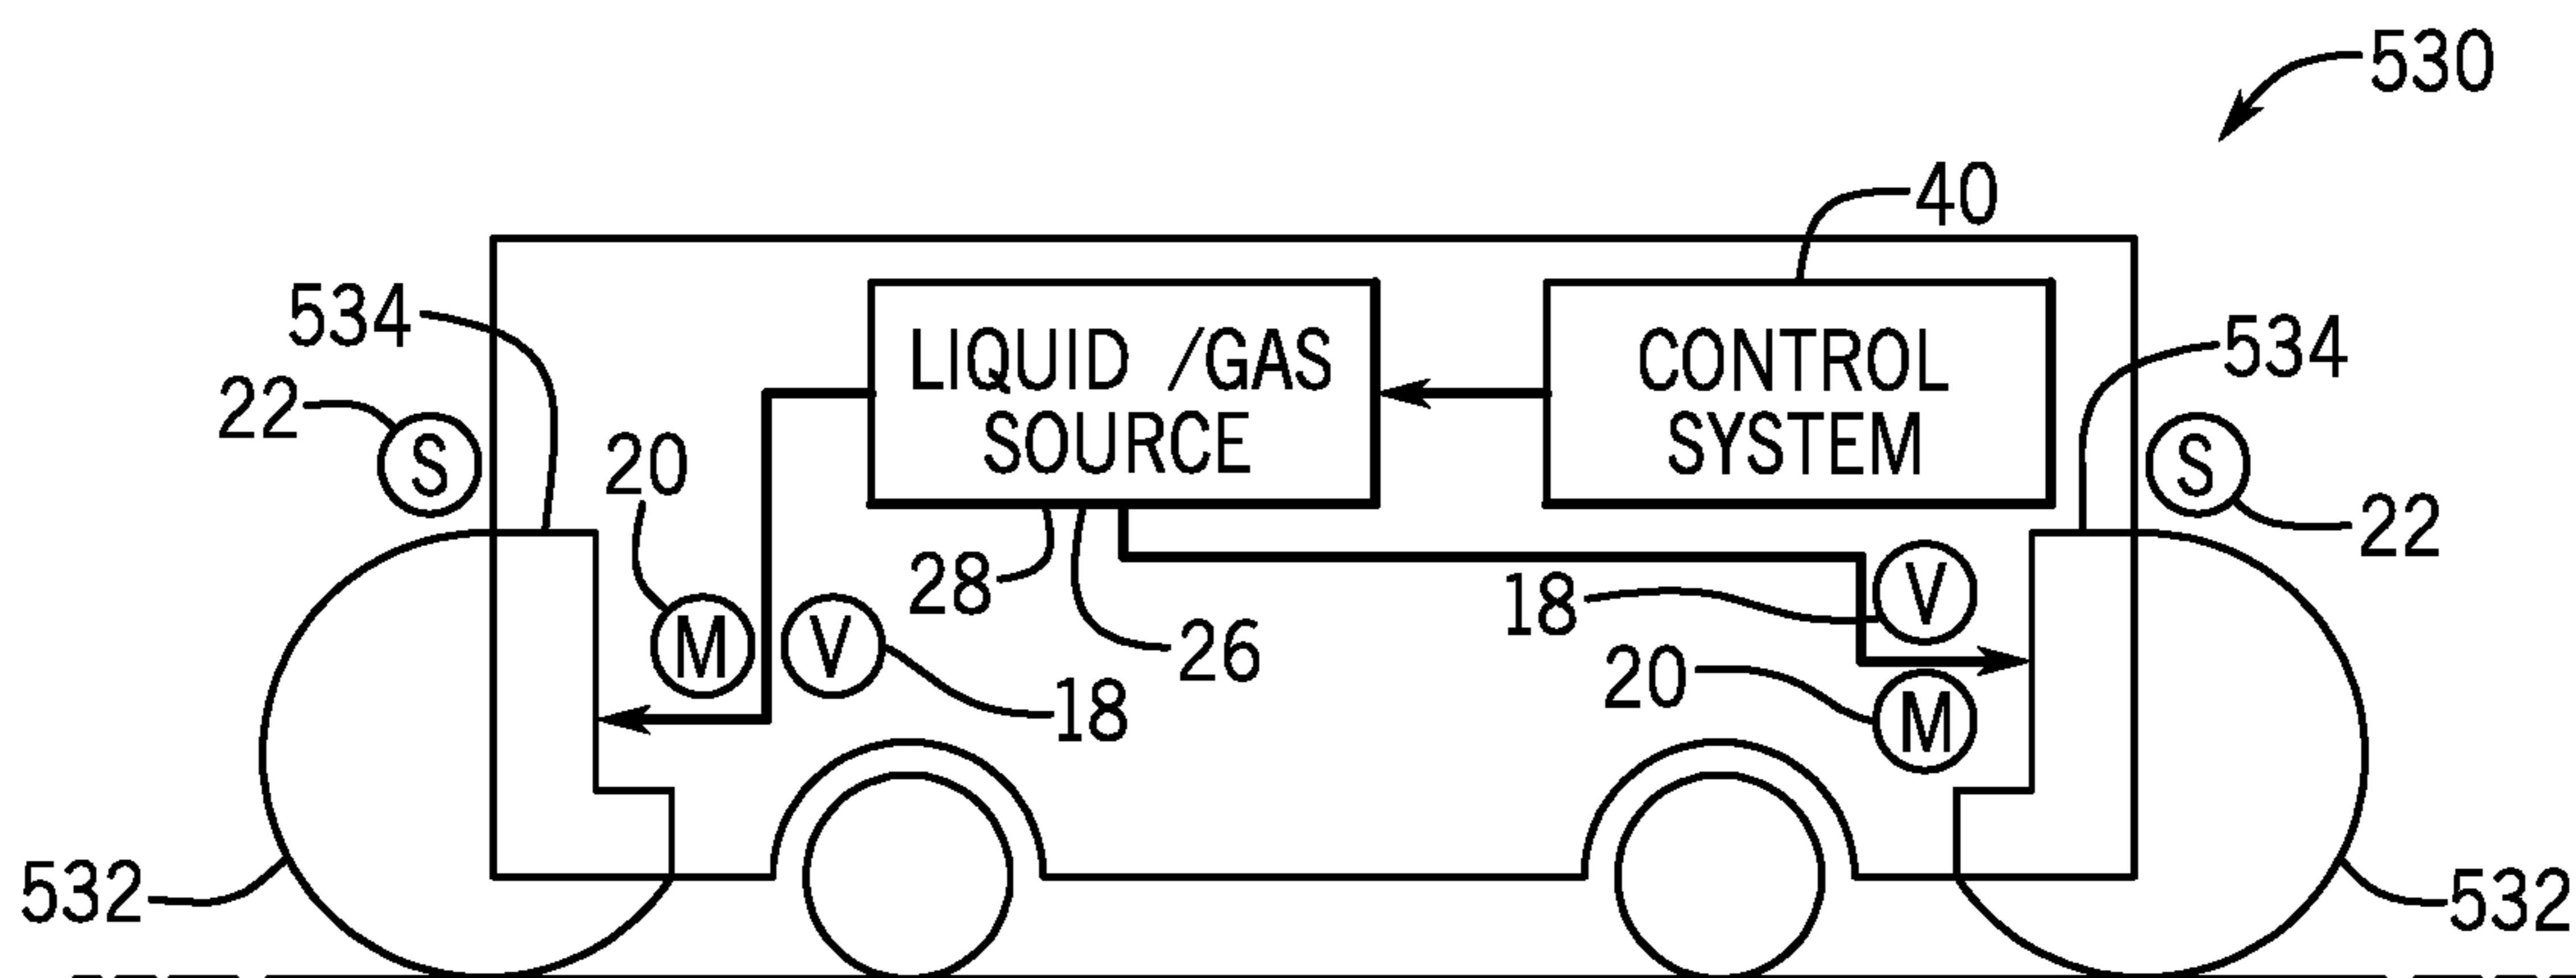 530
40
534
LIQUID /GAS
SOURCE
CONTROL
SYSTEM
534
22
S
20
S
22
28
V
18
M
V
26
20
18
M
532
532